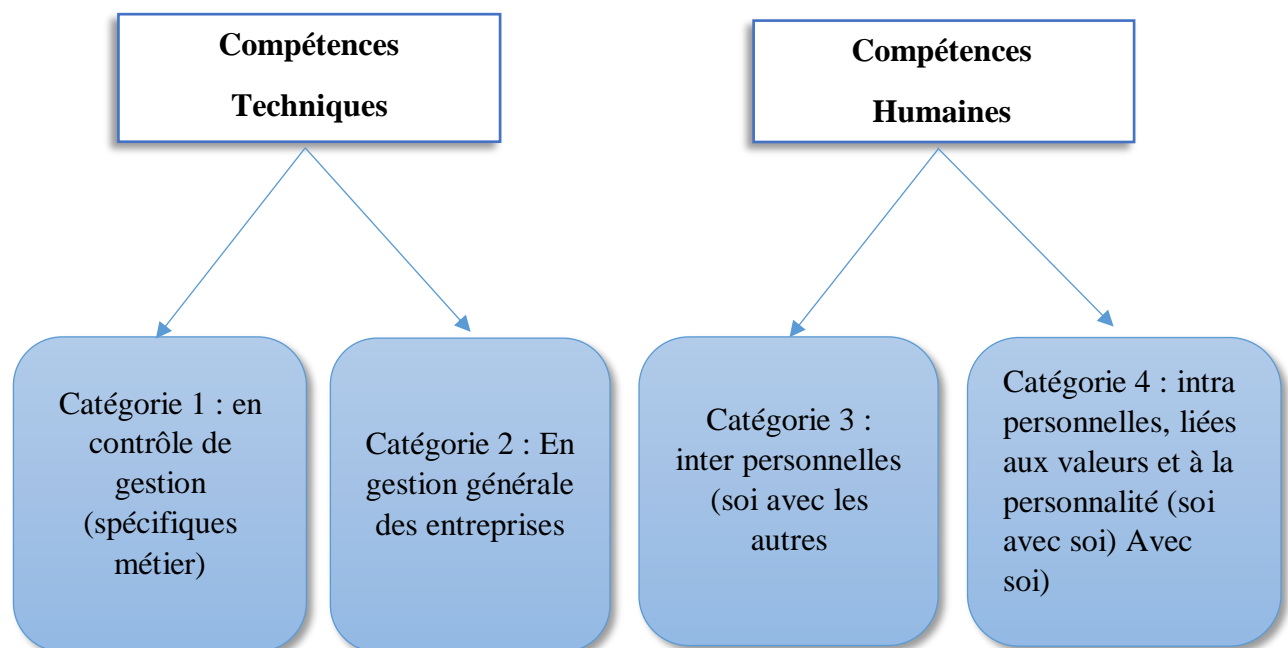 Compétences
Techniques
Compétences
Humaines
Catégorie 1 : en
contrôle de
gestion
(spécifiques
métier)
Catégorie 2 : En
gestion générale
des entreprises
Catégorie 3 :
inter personnelles
(soi avec les
autres
Catégorie 4 : intra
personnelles, liées
aux valeurs et à la
personnalité (soi
avec soi) Avec
soi)